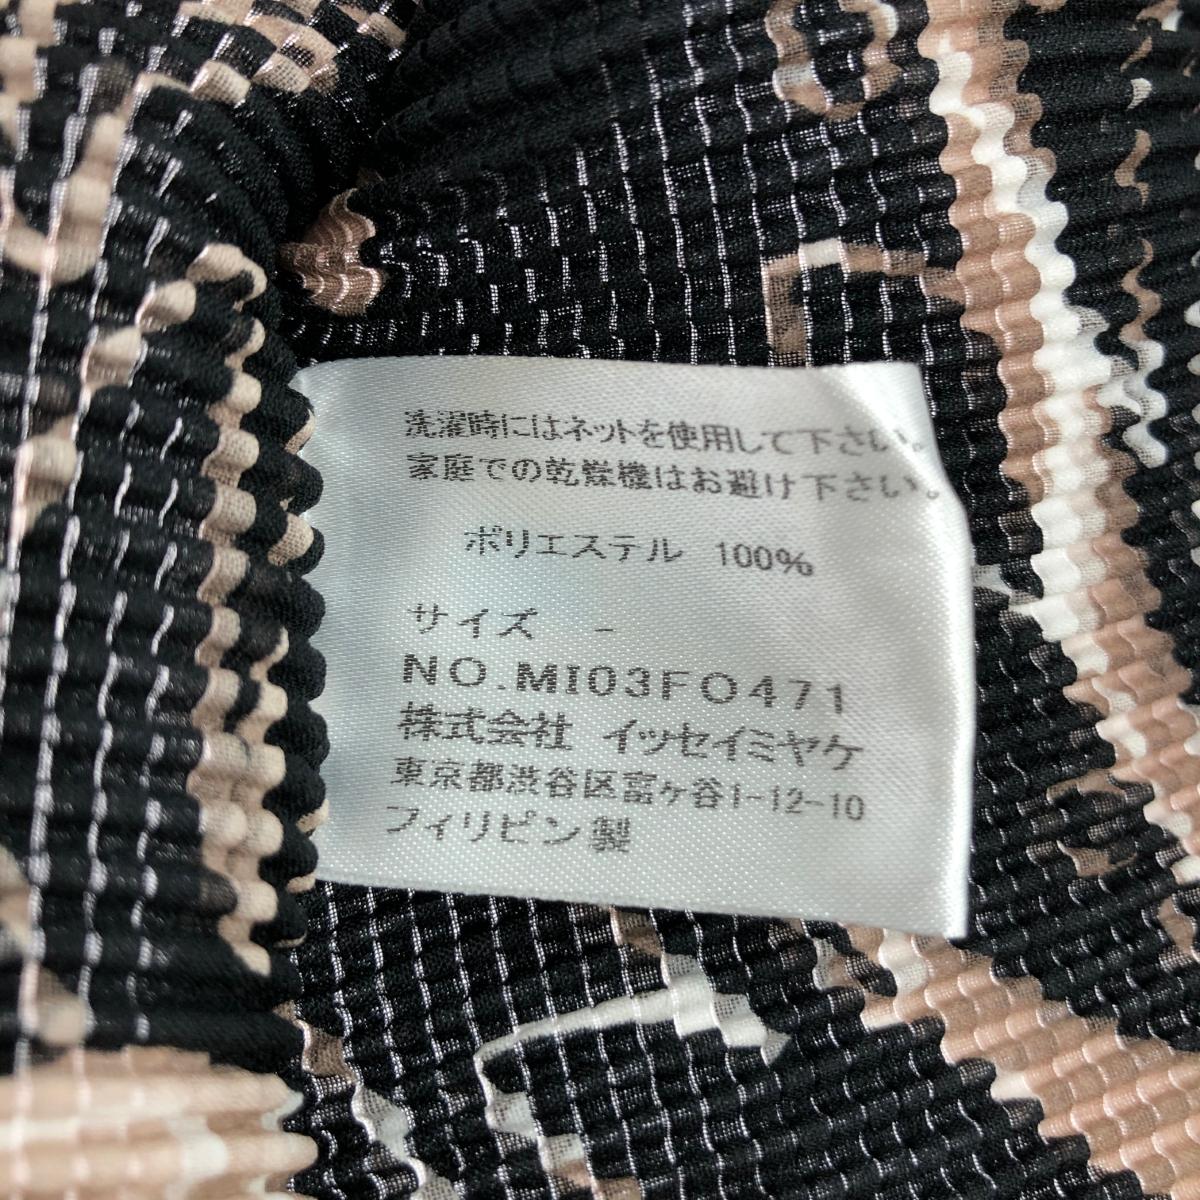 洗濯時にはネットを使用して下さい。
家庭での乾燥機はお避け下さい。
ポリエステル 100%
サイズ -
NO.MI03FO471
株式会社 イッセイミヤケ
東京都渋谷区富ヶ谷1-12-10
フィリピン製